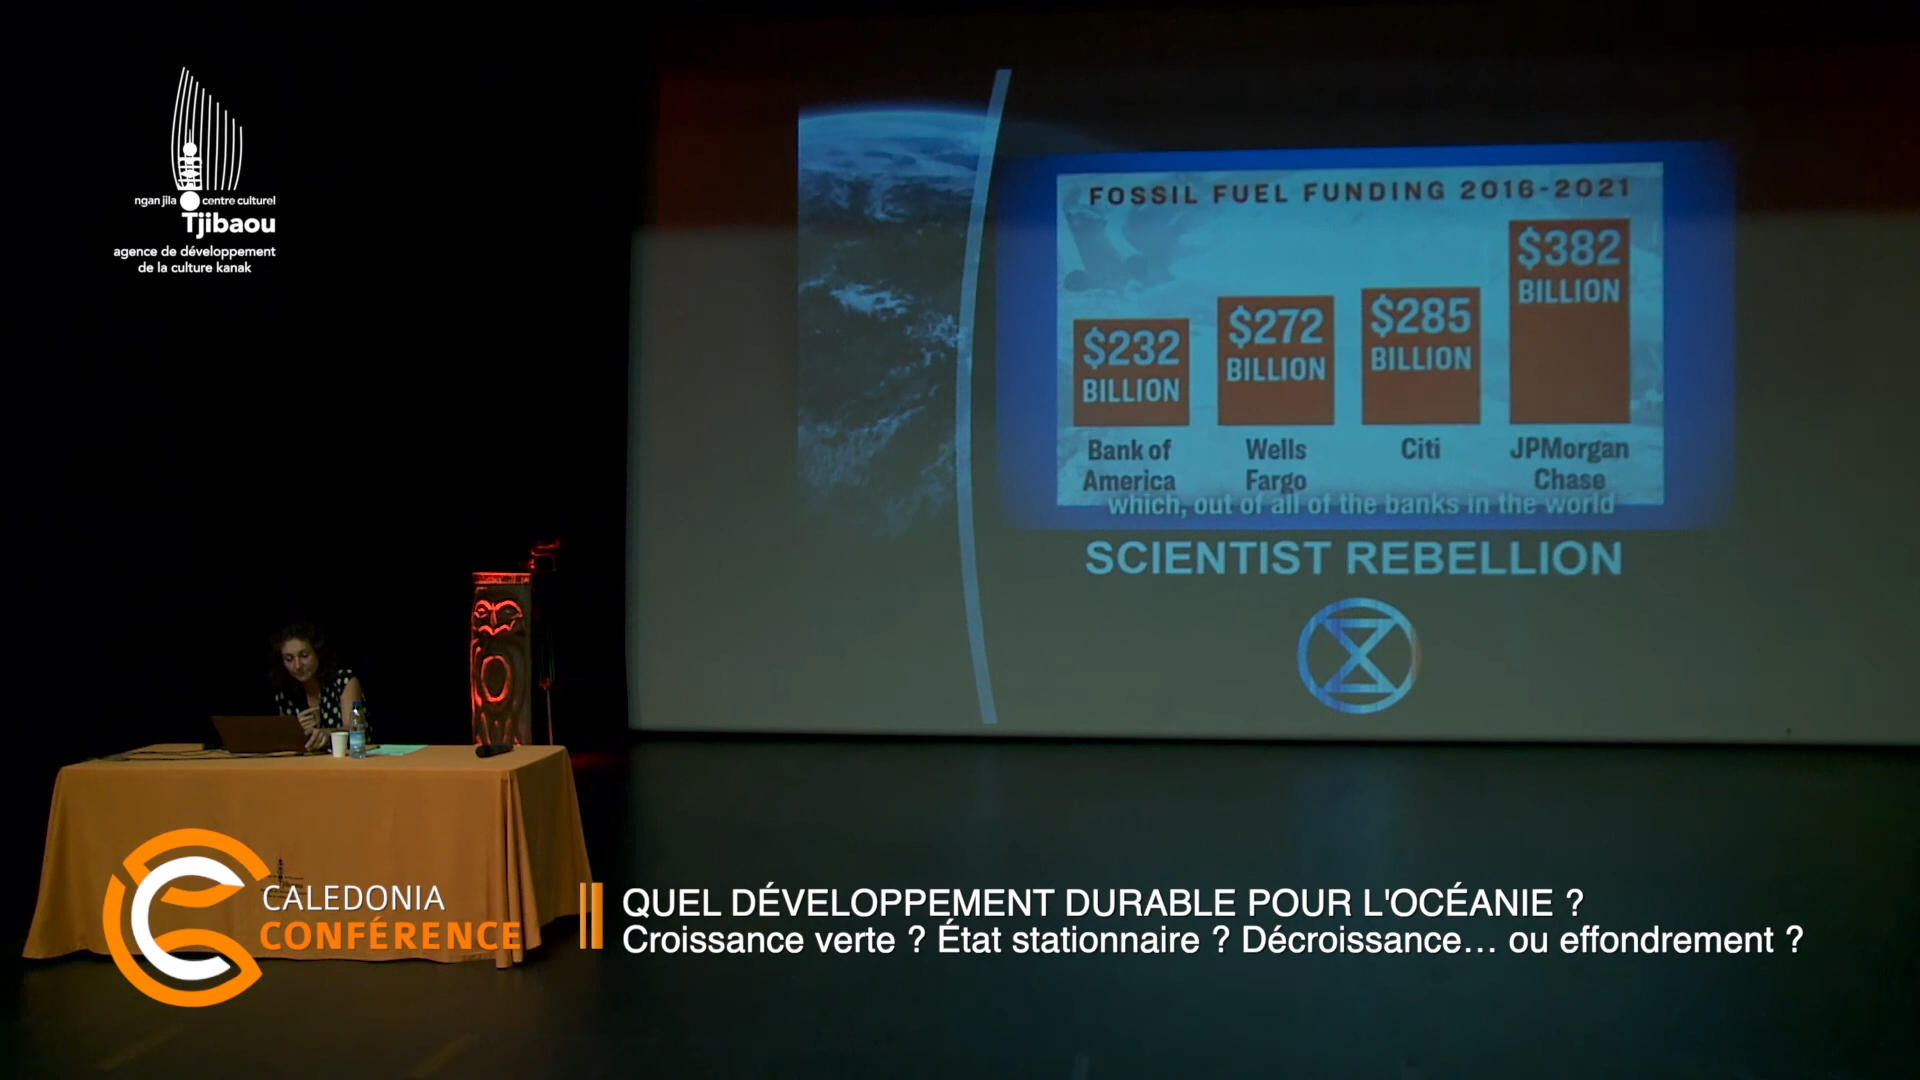 ngan jila centre culturel
Tjibaou
agence de développement
de la culture kanak
FOSSIL FUEL FUNDING 2016-2021
$232
BILLION
$272
BILLION
$285
BILLION
$382
BILLION
Bank of
America
Wells
Fargo
Citi
JPMorgan
Chase
which, out of all of the banks in the world
SCIENTIST REBELLION
CALEDONIA
CONFÉRENCE
QUEL DÉVELOPPEMENT DURABLE POUR L'OCÉANIE ?
Croissance verte ? État stationnaire ? Décroissance... ou effondrement ?